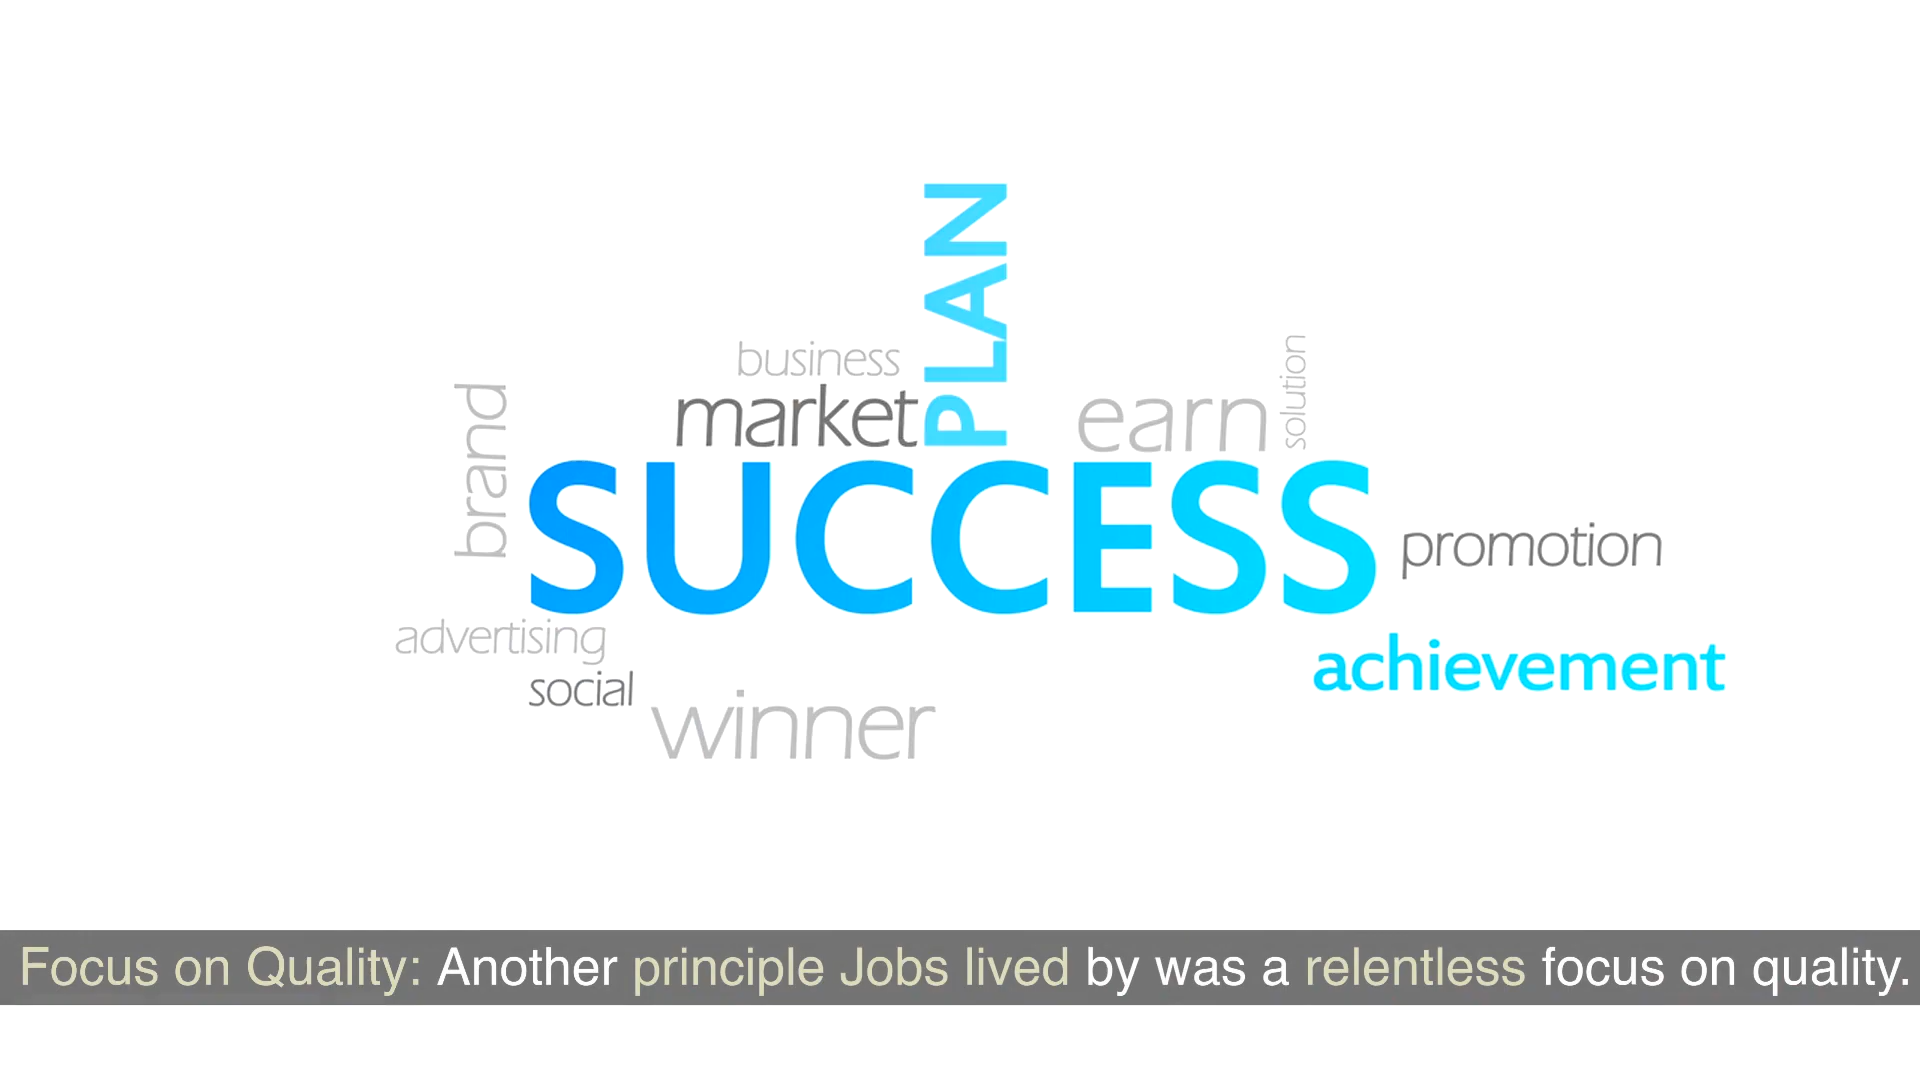 PLAN
business
solution
brand
market
earn
SUCCESS
promotion
advertising
achievement
social
winner
Focus on Quality: Another principle Jobs lived by was a relentless focus on quality.